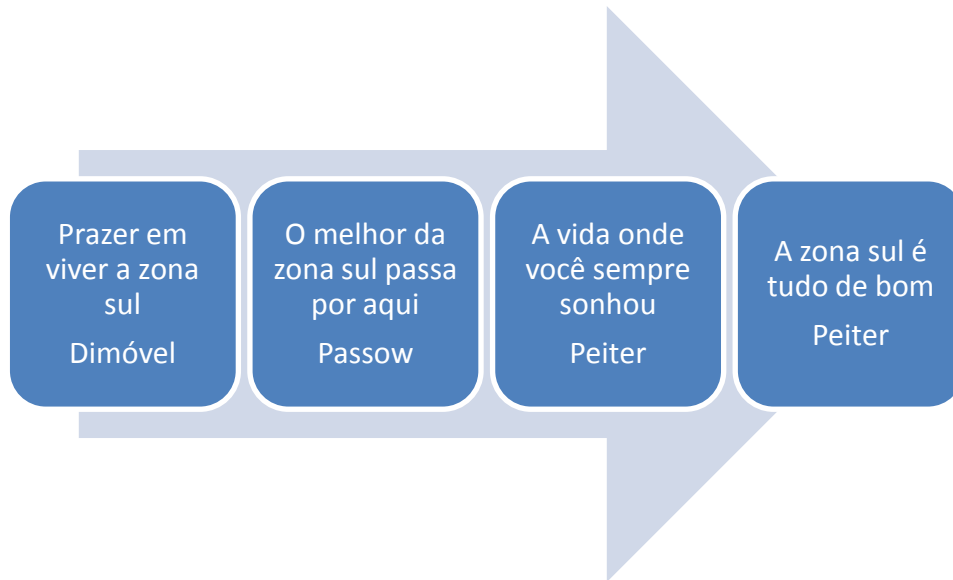 Prazer em
viver a zona
sul
Dimóvel
O melhor da
zona sul passa
por aqui
Passow
A vida onde
você sempre
sonhou
Peiter
A zona sul é
tudo de bom
Peiter